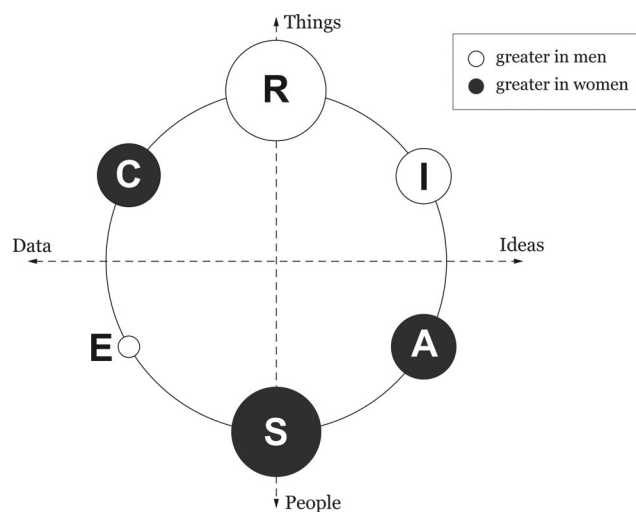 Things
greater in men
greater in women
R
C
I
Data
Ideas
E
A
S
People